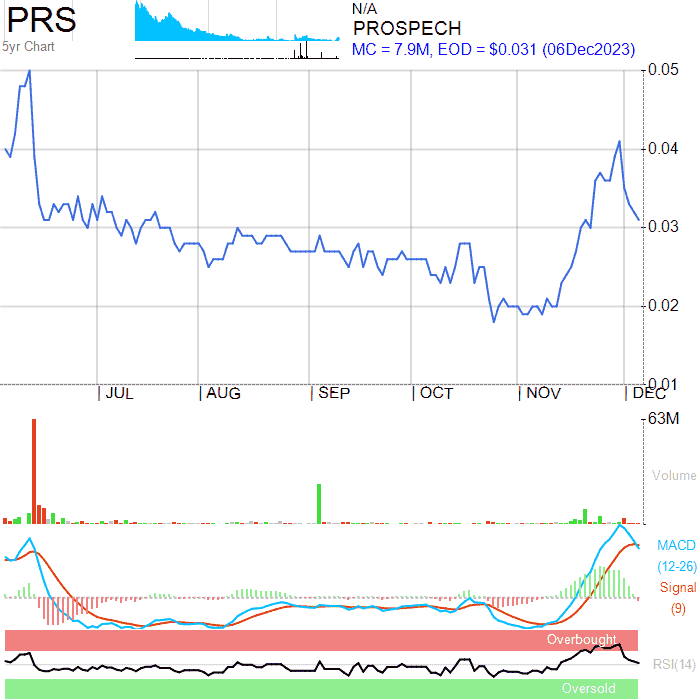 PRS
5yr Chart
N/A
PROSPECH
MC = 7.9M, EOD = $0.031 (06Dec2023)
0.05
0.04
0.03
0.02
0.01
JUL AUG SEP OCT NOV DEC
63M
Volume
MACD
(12-26)
Signal
(9)
Overbought
RSI(14)
Oversold